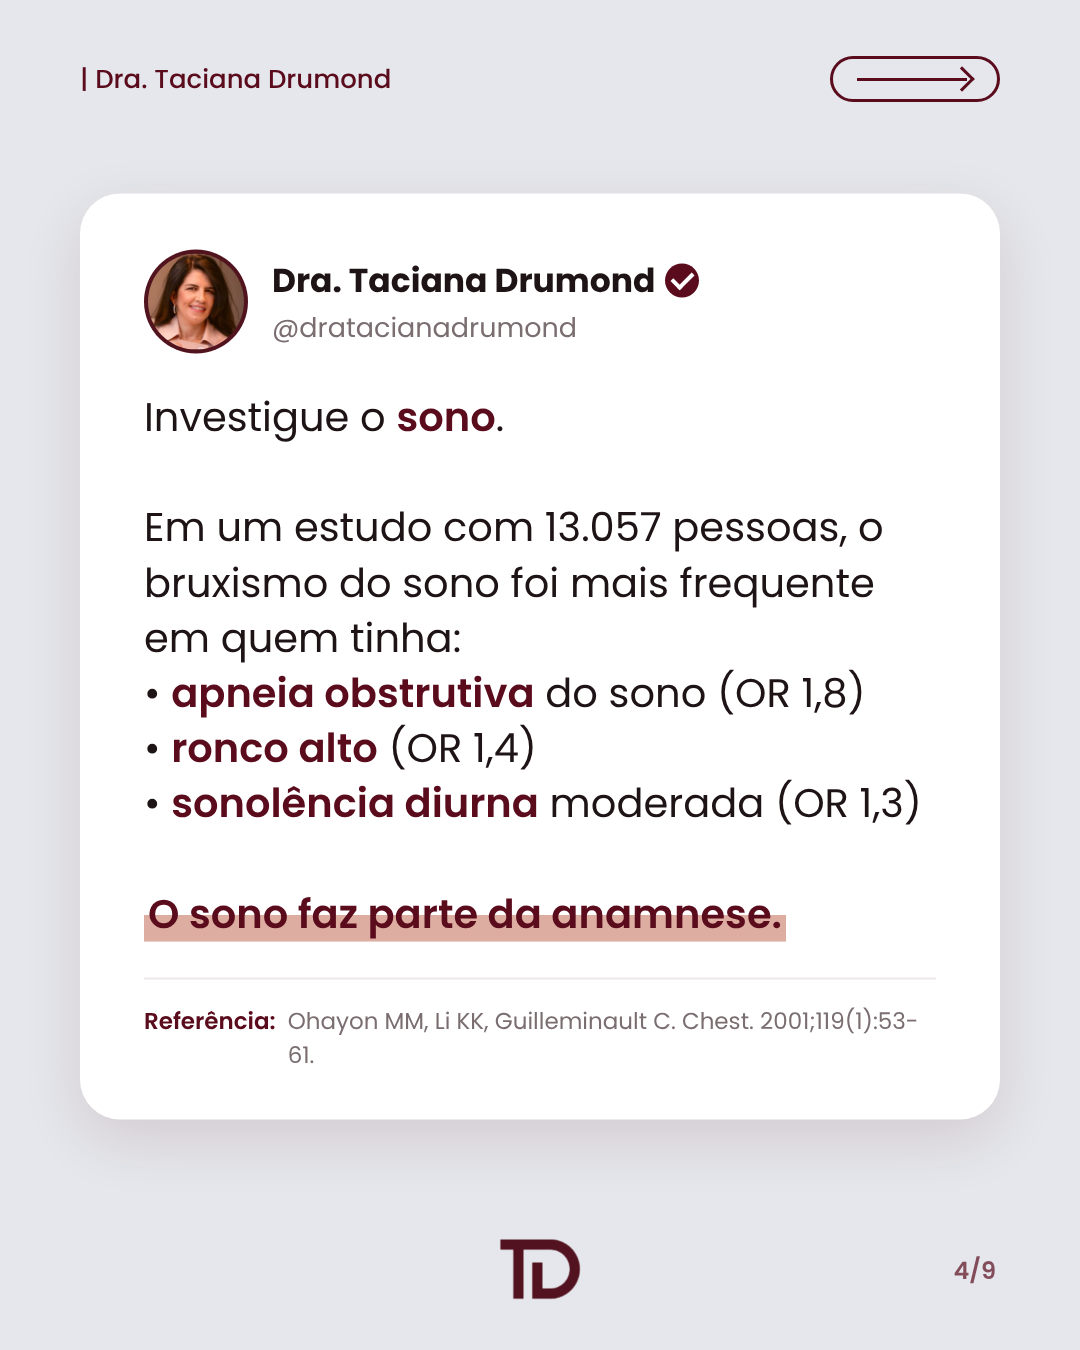 | Dra. Taciana Drumond
Dra. Taciana Drumond
@dratacianadrumond
Investigue o sono.
Em um estudo com 13.057 pessoas, o
bruxismo do sono foi mais frequente
em quem tinha:
• apneia obstrutiva do sono (OR 1,8)
• ronco alto (OR 1,4)
• sonolência diurna moderada (OR 1,3)
O sono faz parte da anamnese.
Referência: Ohayon MM, Li KK, Guilleminault C. Chest. 2001;119(1):53-
61.
TD
4/9